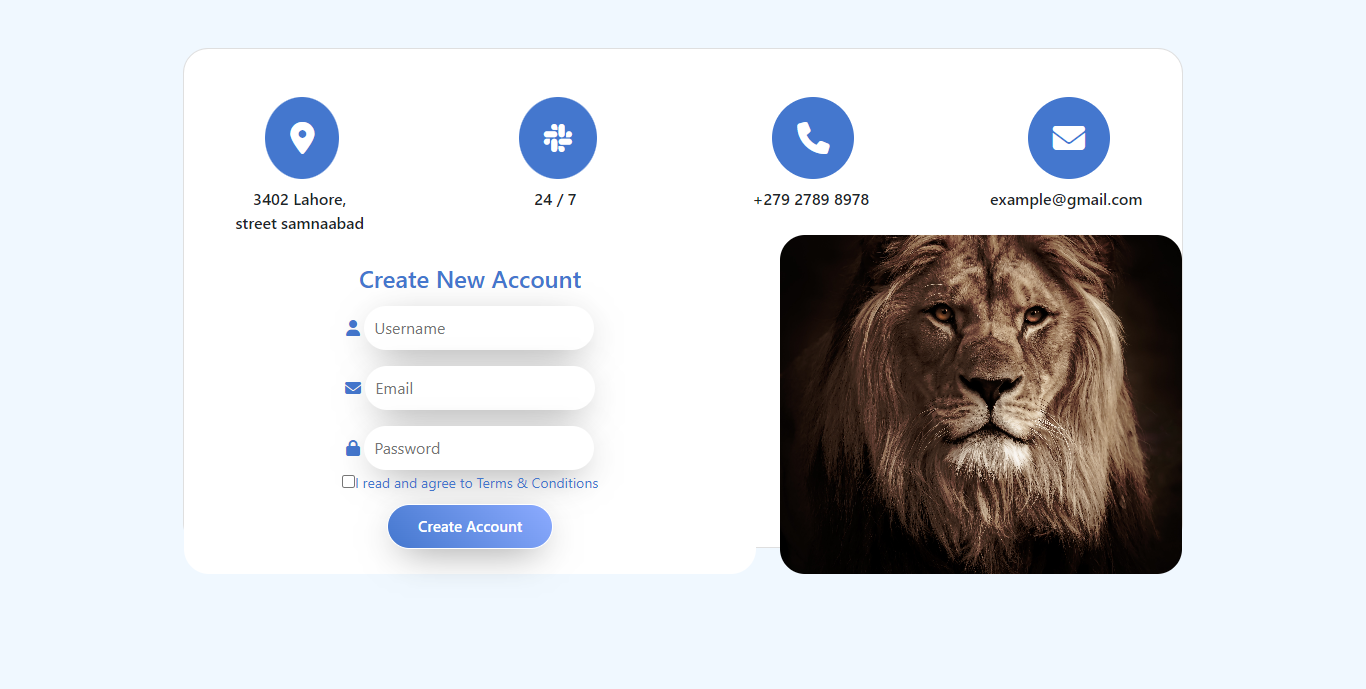 3402 Lahore,
street samnaabad
24 / 7
+279 2789 8978
example@gmail.com
Create New Account
Username
Email
Password
I read and agree to Terms & Conditions
Create Account